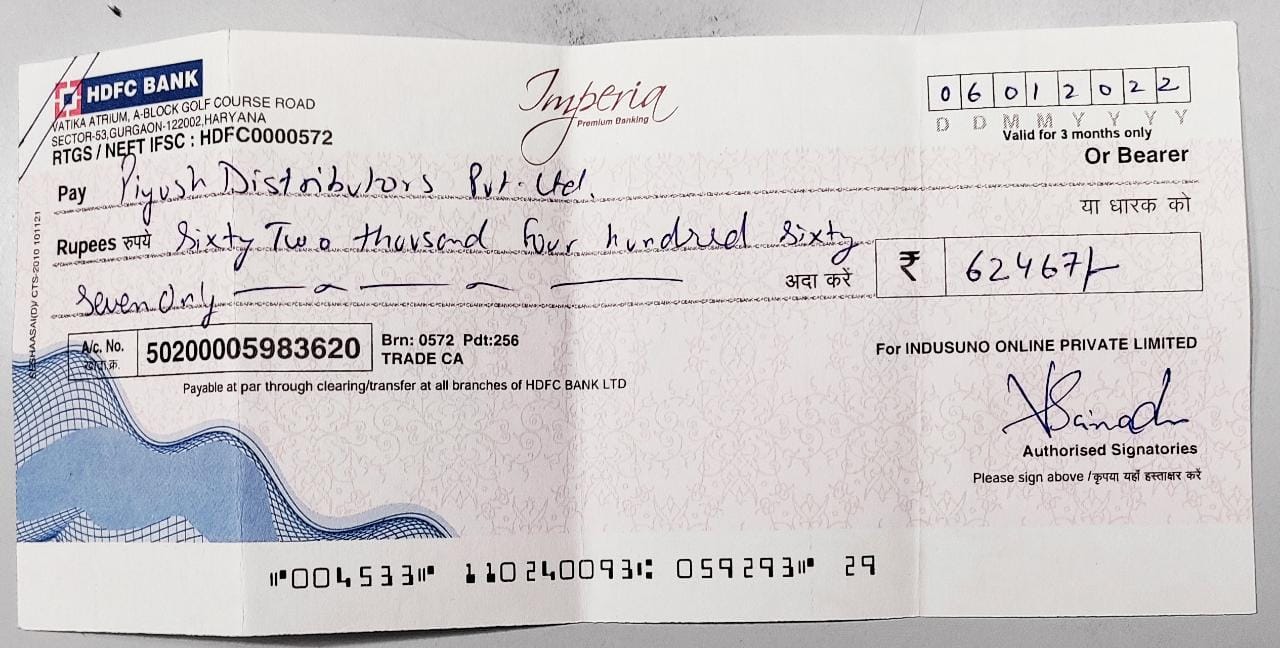 HDFC BANK
VATIKA ATRIUM, A-BLOCK GOLF COURSE ROAD
SECTOR-53,GURGAON-122002,HARYANA
RTGS / NEFT IFSC : HDFC0000572
Imperia
Premium Banking
0 6 0 1 2 0 2 2
D D M M Y Y Y Y
Valid for 3 months only
Pay Piyush Distributors Pvt. Ltd.
Or Bearer
या धारक को
Rupees रुपये Sixty Two thousand four hundred sixty
seven Only
अदा करें
₹ 62467/-
A/c. No. 50200005983620
खा.क्र.
Brn: 0572 Pdt:256
TRADE CA
Payable at par through clearing/transfer at all branches of HDFC BANK LTD
For INDUSUNO ONLINE PRIVATE LIMITED
Authorised Signatories
Please sign above /कृपया यहाँ हस्ताक्षर करें
CTS-2010 101121
⑈004533⑈ 110240093⑆ 059293⑈ 29